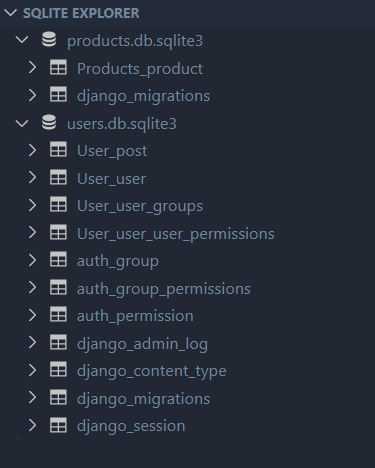 SQLITE EXPLORER
products.db.sqlite3
Products_product
django_migrations
users.db.sqlite3
User_post
User_user
User_user_groups
User_user_user_permissions
auth_group
auth_group_permissions
auth_permission
django_admin_log
django_content_type
django_migrations
django_session